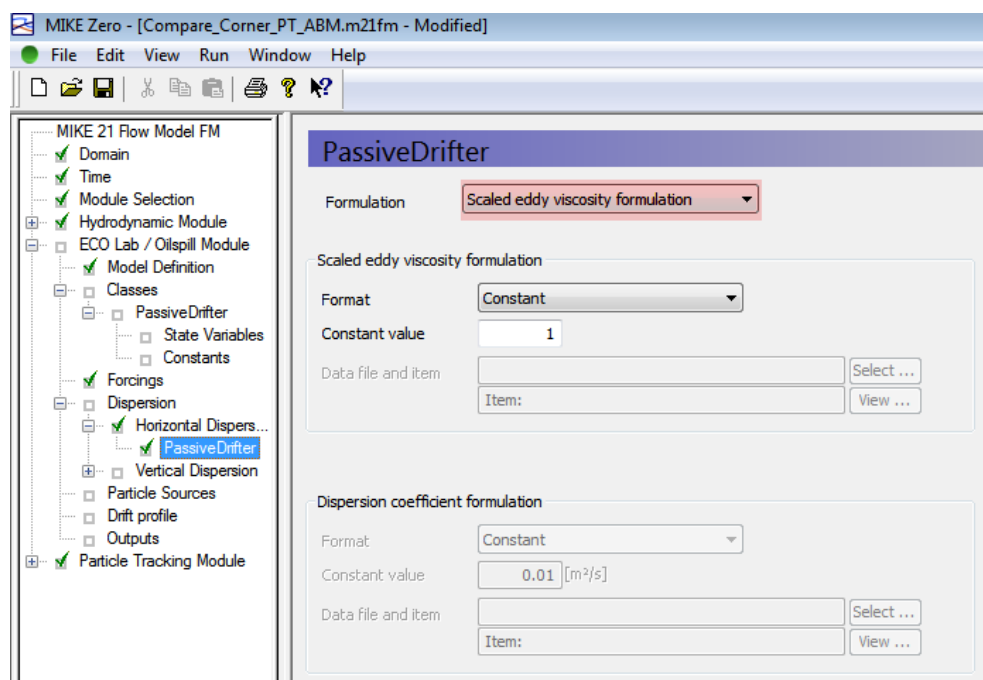 MIKE Zero - [Compare_Corner_PT_ABM.m21fm - Modified]
File Edit View Run Window Help
MIKE 21 Flow Model FM
Domain
Time
Module Selection
Hydrodynamic Module
ECO Lab / Oilspill Module
Model Definition
Classes
PassiveDrifter
State Variables
Constants
Forcings
Dispersion
Horizontal Dispers...
PassiveDrifter
Vertical Dispersion
Particle Sources
Drift profile
Outputs
Particle Tracking Module
PassiveDrifter
Formulation Scaled eddy viscosity formulation
Scaled eddy viscosity formulation
Format Constant
Constant value 1
Data file and item Select ...
Item: View ...
Dispersion coefficient formulation
Format Constant
Constant value 0.01 [m²/s]
Data file and item Select ...
Item: View ...